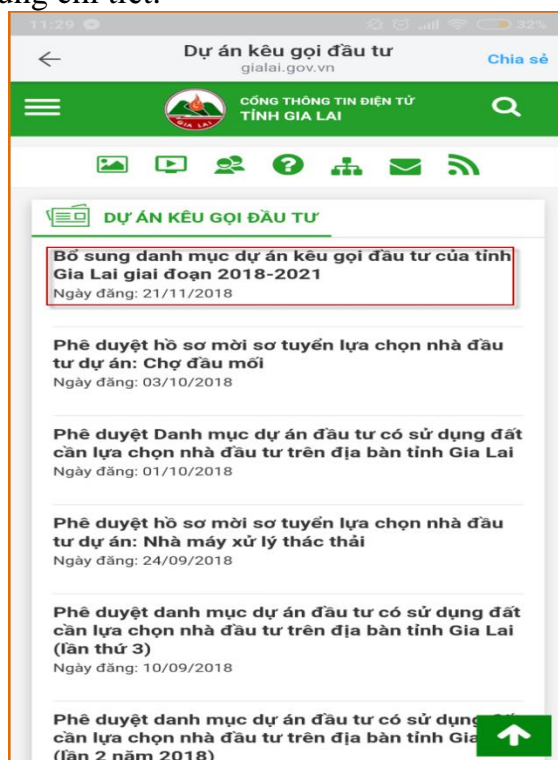 ung chi tiết.
11:29
32%
Dự án kêu gọi đầu tư
gialai.gov.vn
Chia sẻ
CỔNG THÔNG TIN ĐIỆN TỬ
TỈNH GIA LAI
GIA LAI
DỰ ÁN KÊU GỌI ĐẦU TƯ
Bổ sung danh mục dự án kêu gọi đầu tư của tỉnh
Gia Lai giai đoạn 2018-2021
Ngày đăng: 21/11/2018
Phê duyệt hồ sơ mời sơ tuyển lựa chọn nhà đầu
tư dự án: Chợ đầu mối
Ngày đăng: 03/10/2018
Phê duyệt Danh mục dự án đầu tư có sử dụng đất
cần lựa chọn nhà đầu tư trên địa bàn tỉnh Gia Lai
Ngày đăng: 01/10/2018
Phê duyệt hồ sơ mời sơ tuyển lựa chọn nhà đầu
tư dự án: Nhà máy xử lý thác thải
Ngày đăng: 24/09/2018
Phê duyệt danh mục dự án đầu tư có sử dụng đất
cần lựa chọn nhà đầu tư trên địa bàn tỉnh Gia Lai
(lần thứ 3)
Ngày đăng: 10/09/2018
Phê duyệt danh mục dự án đầu tư có sử dụng
cần lựa chọn nhà đầu tư trên địa bàn tỉnh Gia
(lần 2 năm 2018)